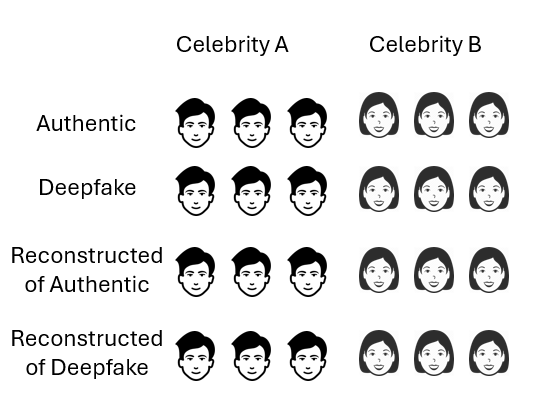 Celebrity A
Celebrity B
Authentic
Deepfake
Reconstructed
of Authentic
Reconstructed
of Deepfake